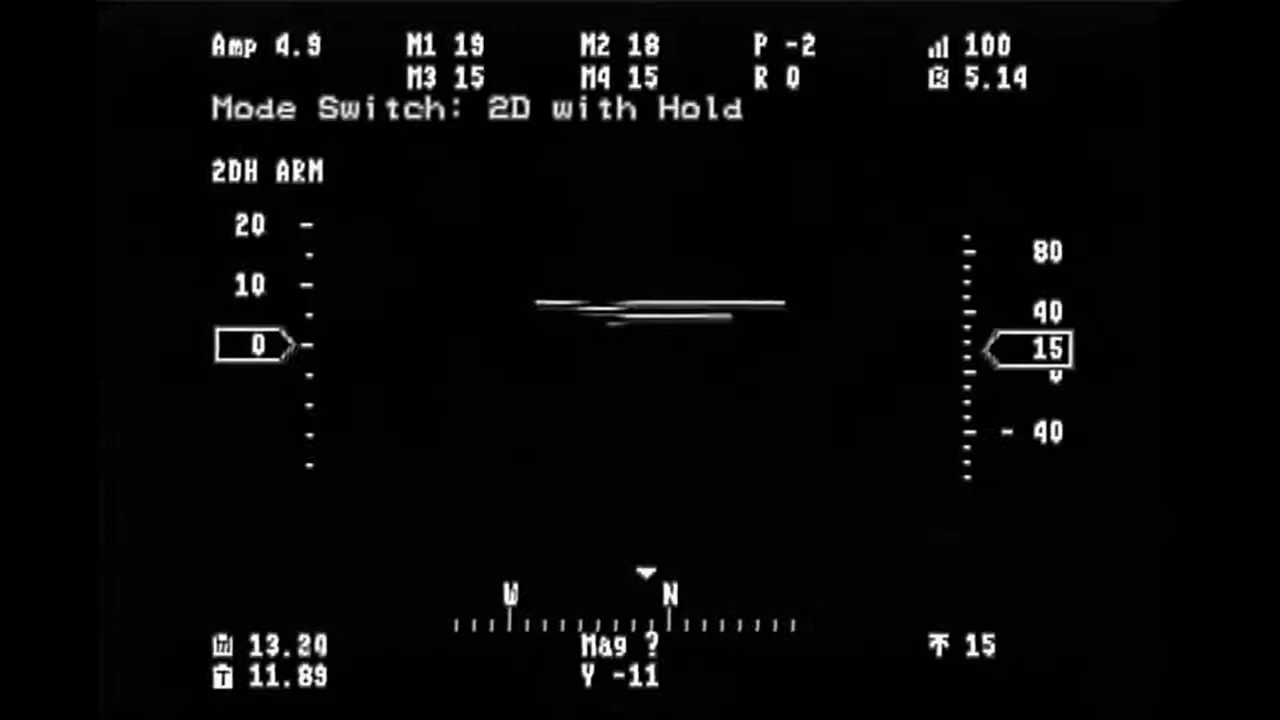 Amp 4.9 M1 19 M2 18 P -2 100
M3 15 M4 15 R 0 R 5.14
Mode Switch: 2D with Hold
2DH ARM
20
10
0
80
40
15
0
- 40
W N
m 13.20 Mag ? 15
T 11.89 Y -11